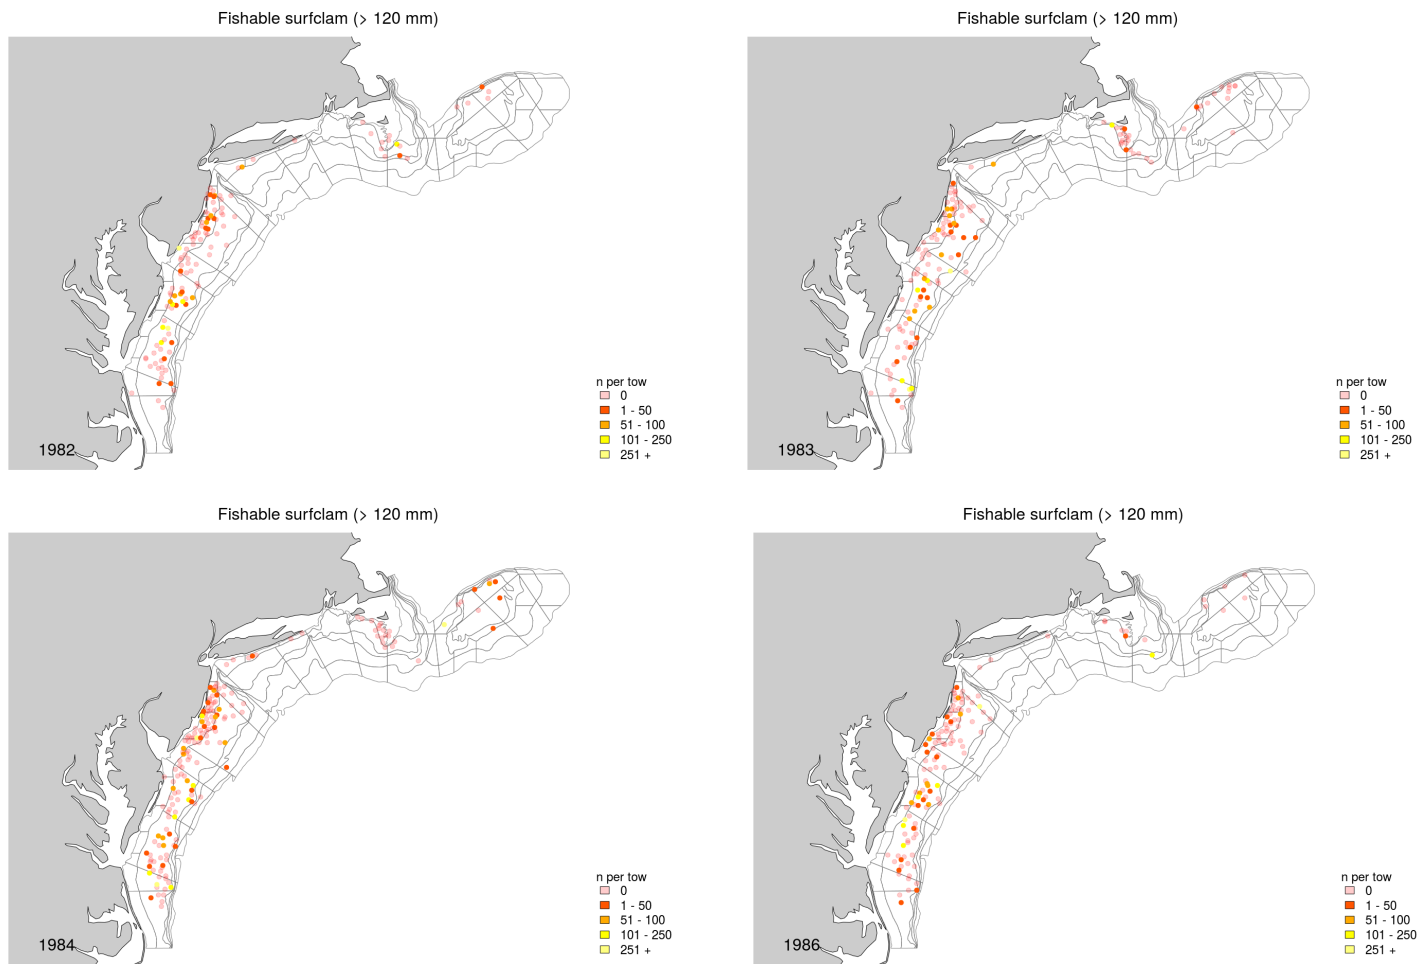 Fishable surfclam (> 120 mm)
n per tow
0
1 - 50
51 - 100
101 - 250
251 +
1982
Fishable surfclam (> 120 mm)
n per tow
0
1 - 50
51 - 100
101 - 250
251 +
1983
Fishable surfclam (> 120 mm)
n per tow
0
1 - 50
51 - 100
101 - 250
251 +
1984
Fishable surfclam (> 120 mm)
n per tow
0
1 - 50
51 - 100
101 - 250
251 +
1986